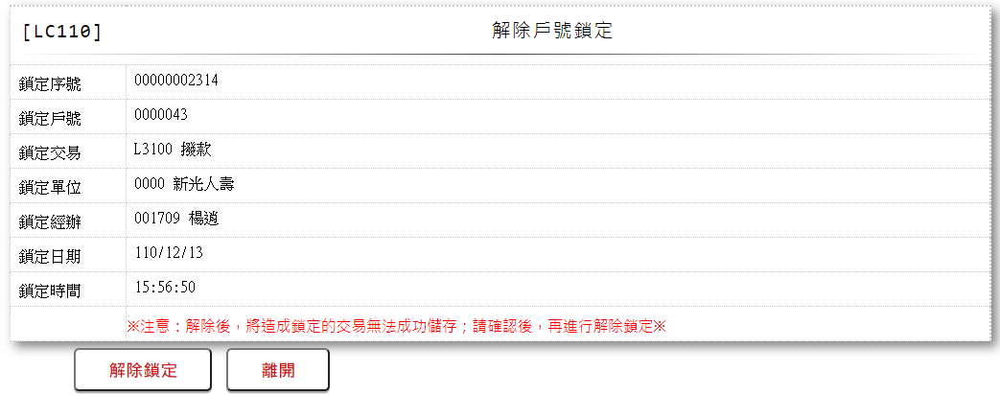 [LC110] 解除戶號鎖定
鎖定序號 00000002314
鎖定戶號 0000043
鎖定交易 L3100 撥款
鎖定單位 0000 新光人壽
鎖定經辦 001709 楊逍
鎖定日期 110/12/13
鎖定時間 15:56:50
※注意：解除後，將造成鎖定的交易無法成功儲存；請確認後，再進行解除鎖定※
解除鎖定 離開